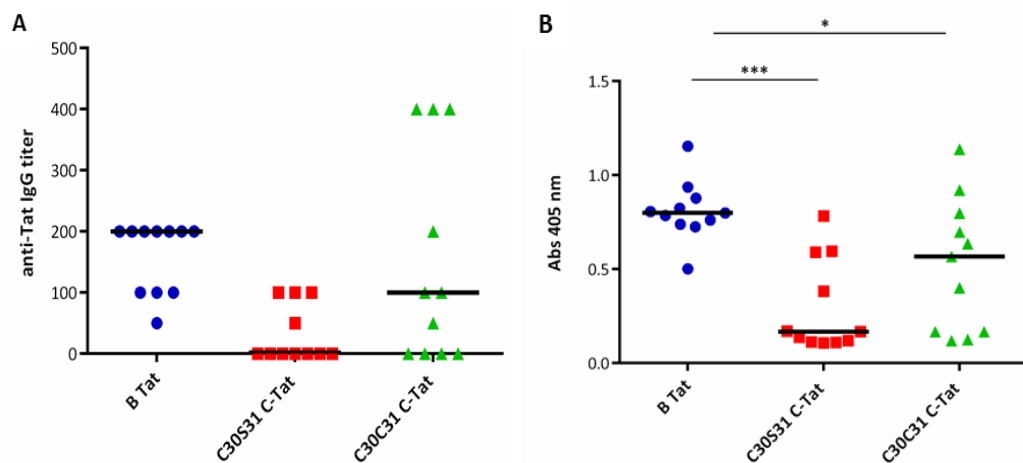 A
anti-Tat IgG titer
500
400
300
200
100
0
B Tat
C30S31 C-Tat
C30C31 C-Tat
B
*
***
Abs 405 nm
1.5
1.0
0.5
0.0
B Tat
C30S31 C-Tat
C30C31 C-Tat